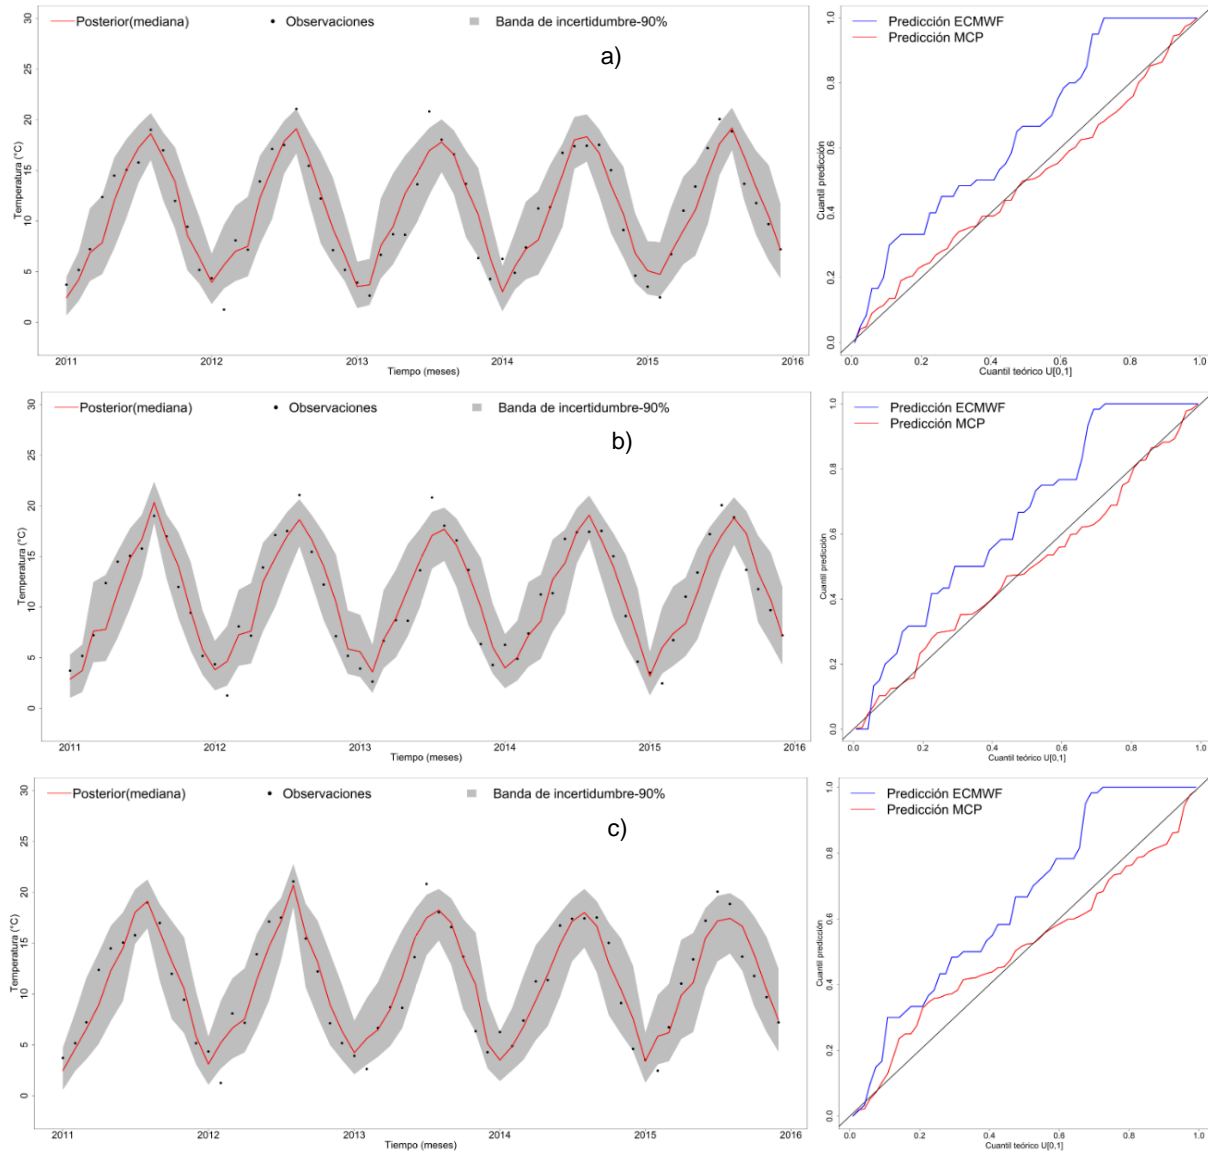 Posterior(mediana) Observaciones Banda de incertidumbre-90%
a)
Temperatura (°C)
0 5 10 15 20 25 30
2011 2012 2013 2014 2015 2016
Tiempo (meses)
Predicción ECMWF
Predicción MCP
Cuantil predicción
0.0 0.2 0.4 0.6 0.8 1.0
0.0 0.2 0.4 0.6 0.8 1.0
Cuantil teórico U[0,1]
Posterior(mediana) Observaciones Banda de incertidumbre-90%
b)
Temperatura (°C)
0 5 10 15 20 25 30
2011 2012 2013 2014 2015 2016
Tiempo (meses)
Predicción ECMWF
Predicción MCP
Cuantil predicción
0.0 0.2 0.4 0.6 0.8 1.0
0.0 0.2 0.4 0.6 0.8 1.0
Cuantil teórico U[0,1]
Posterior(mediana) Observaciones Banda de incertidumbre-90%
c)
Temperatura (°C)
0 5 10 15 20 25 30
2011 2012 2013 2014 2015 2016
Tiempo (meses)
Predicción ECMWF
Predicción MCP
Cuantil predicción
0.0 0.2 0.4 0.6 0.8 1.0
0.0 0.2 0.4 0.6 0.8 1.0
Cuantil teórico U[0,1]